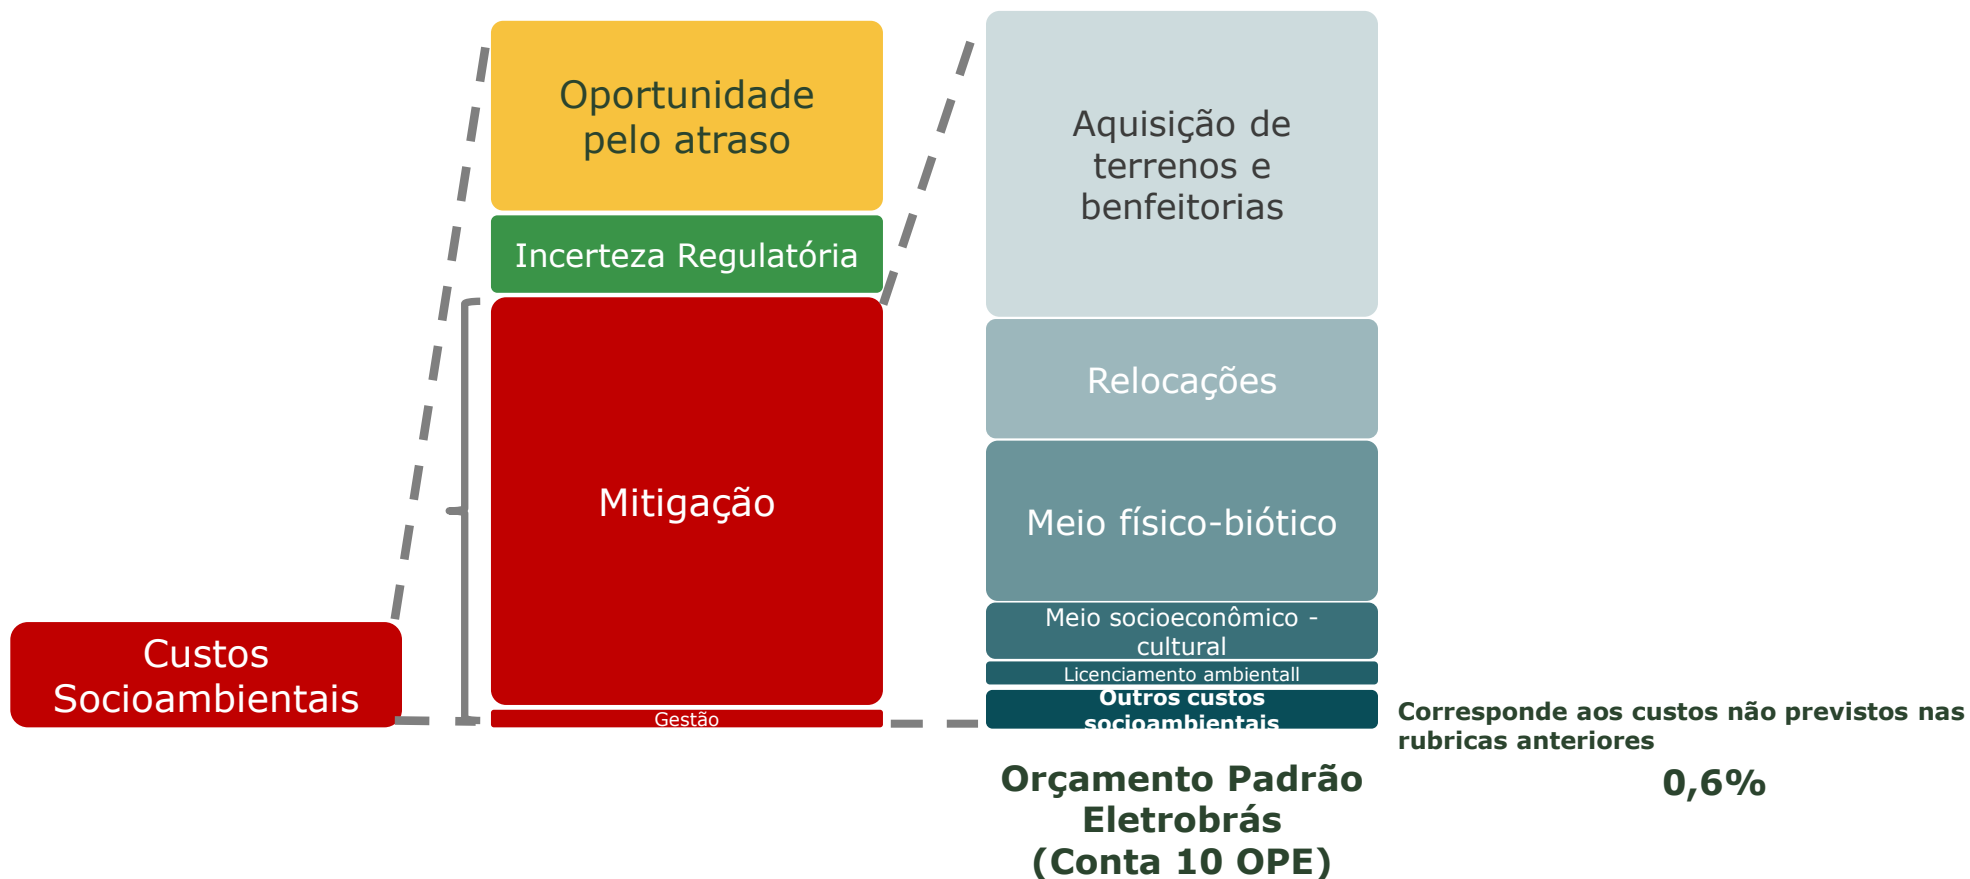 Oportunidade
pelo atraso
Incerteza Regulatória
Mitigação
Gestão
Custos
Socioambientais
Aquisição de
terrenos e
benfeitorias
Relocações
Meio físico-biótico
Meio socioeconômico -
cultural
Licenciamento ambientall
Outros custos
socioambientais
Orçamento Padrão
Eletrobrás
(Conta 10 OPE)
Corresponde aos custos não previstos nas
rubricas anteriores
0,6%